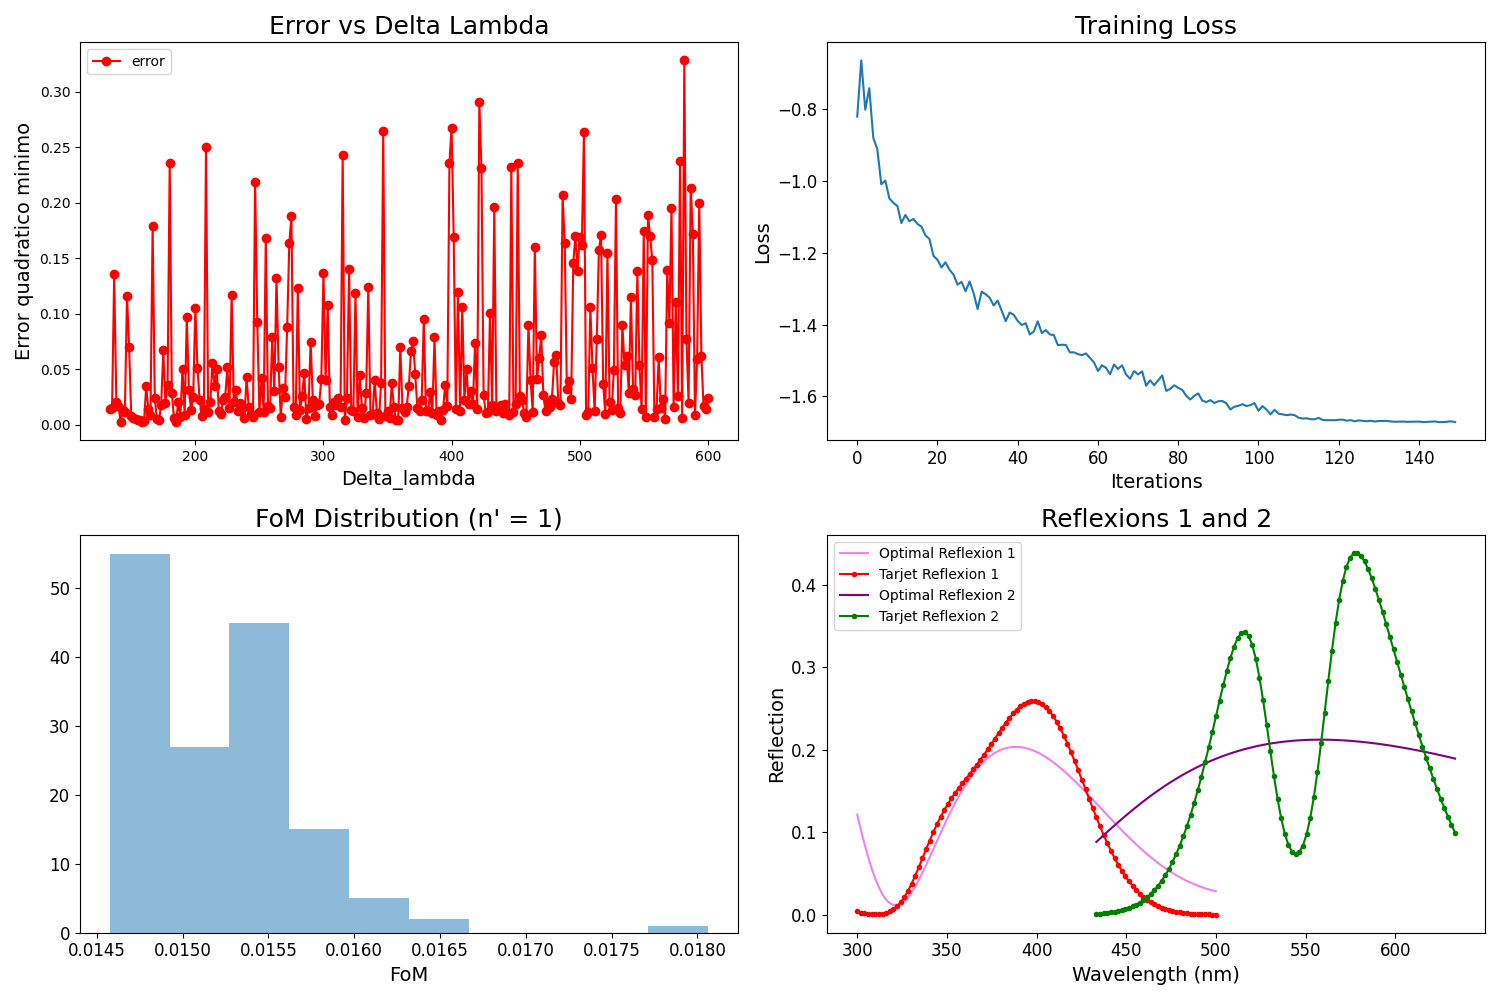 Error vs Delta Lambda
error
Error quadratico minimo
0.30
0.25
0.20
0.15
0.10
0.05
0.00
200 300 400 500 600
Delta_lambda
Training Loss
Loss
−0.8
−1.0
−1.2
−1.4
−1.6
0 20 40 60 80 100 120 140
Iterations
FoM Distribution (n' = 1)
50
40
30
20
10
0
0.0145 0.0150 0.0155 0.0160 0.0165 0.0170 0.0175 0.0180
FoM
Reflexions 1 and 2
Optimal Reflexion 1
Tarjet Reflexion 1
Optimal Reflexion 2
Tarjet Reflexion 2
Reflection
0.4
0.3
0.2
0.1
0.0
300 350 400 450 500 550 600
Wavelength (nm)